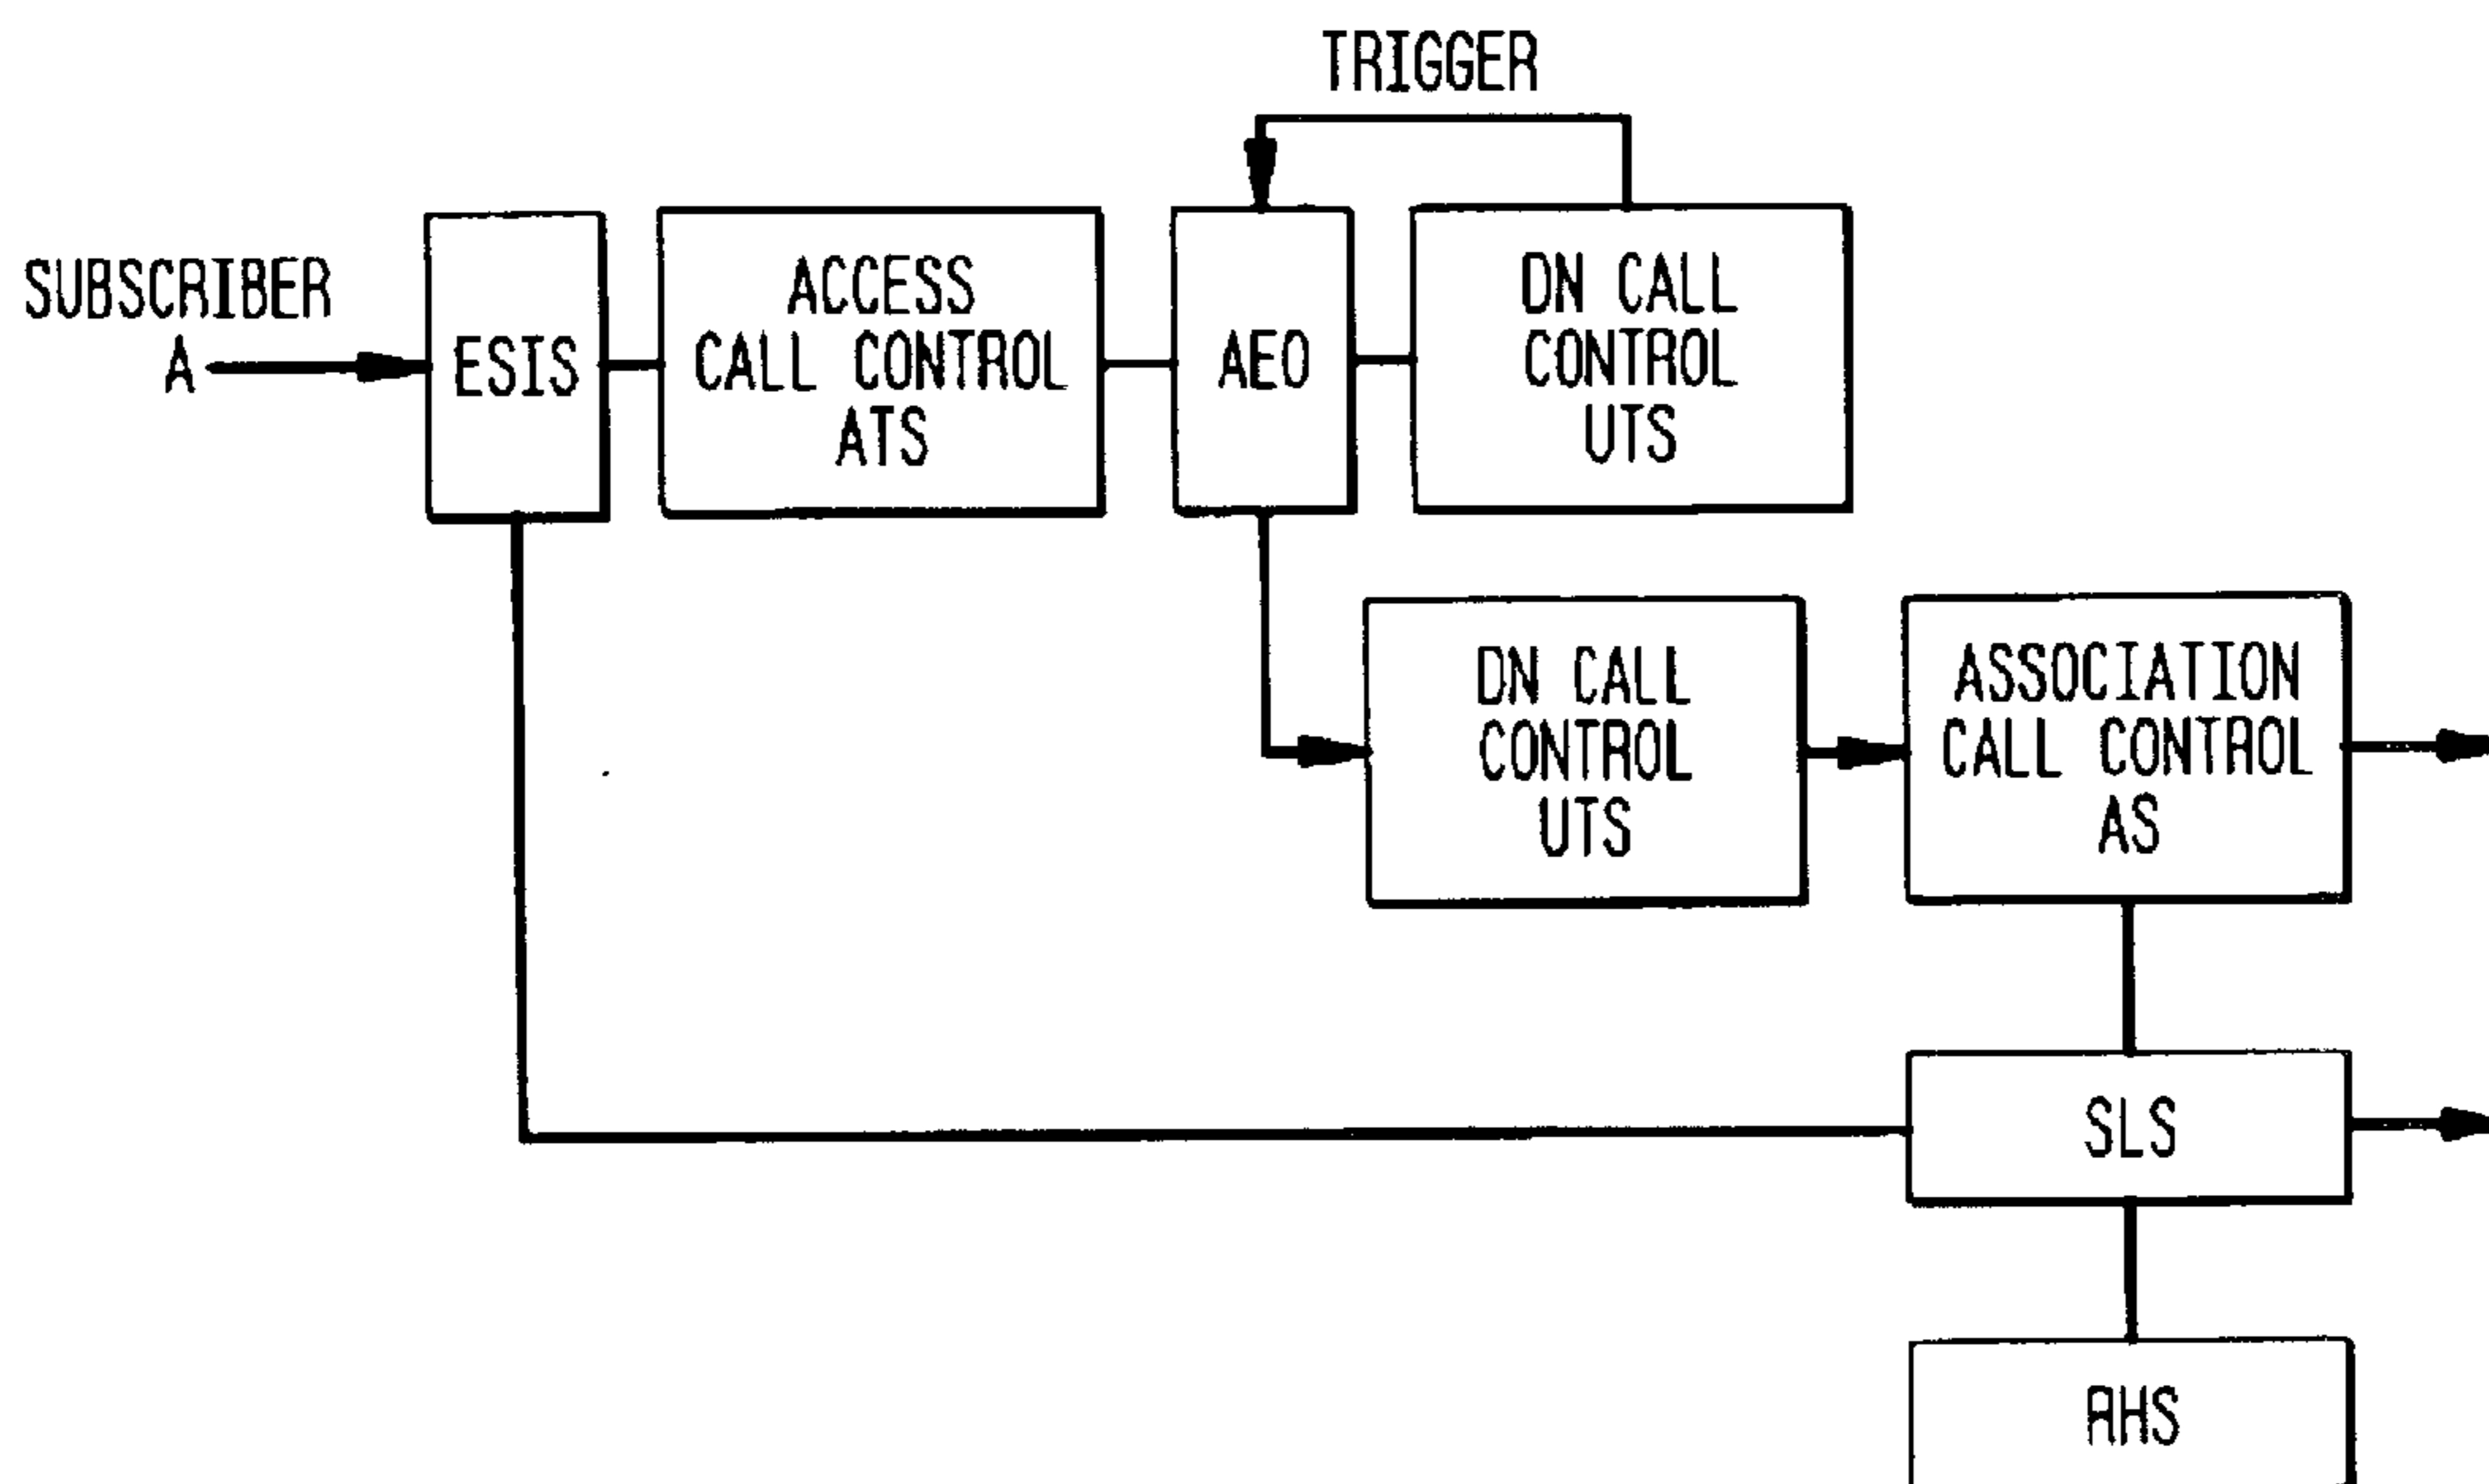 TRIGGER
SUBSCRIBER
A
ESIS
ACCESS
CALL CONTROL
ATS
AEO
DN CALL
CONTROL
UTS
DN CALL
CONTROL
UTS
ASSOCIATION
CALL CONTROL
AS
SLS
RHS